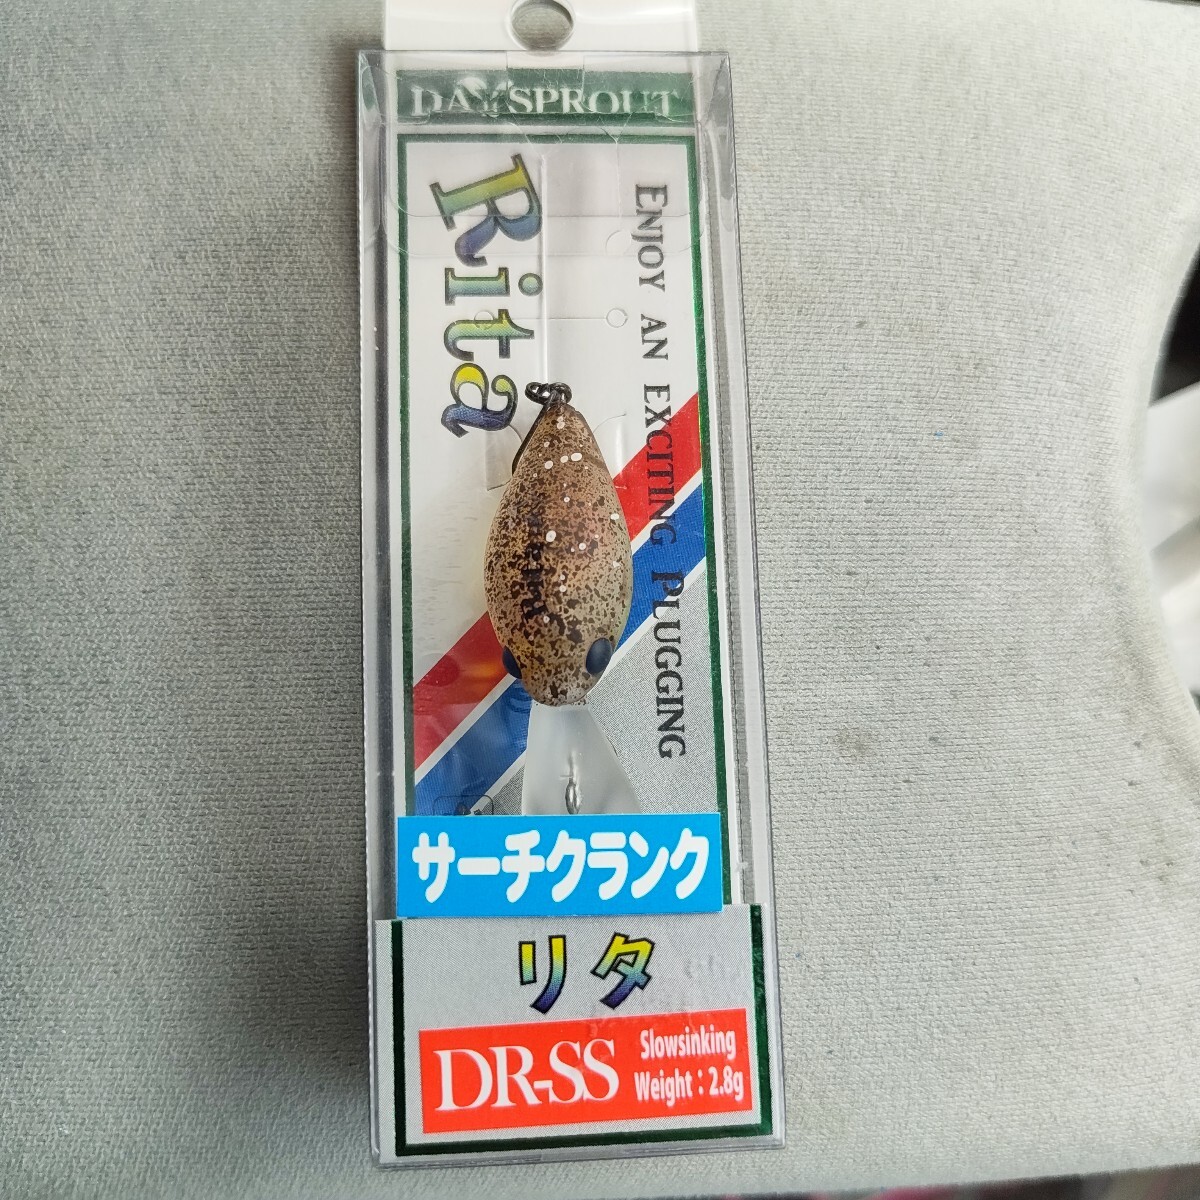 DAYSPROUT
Rita
ENJOY AN EXCITING PLUGGING
サーチクランク
リタ
DR-SS
Slowsinking
Weight：2.8g